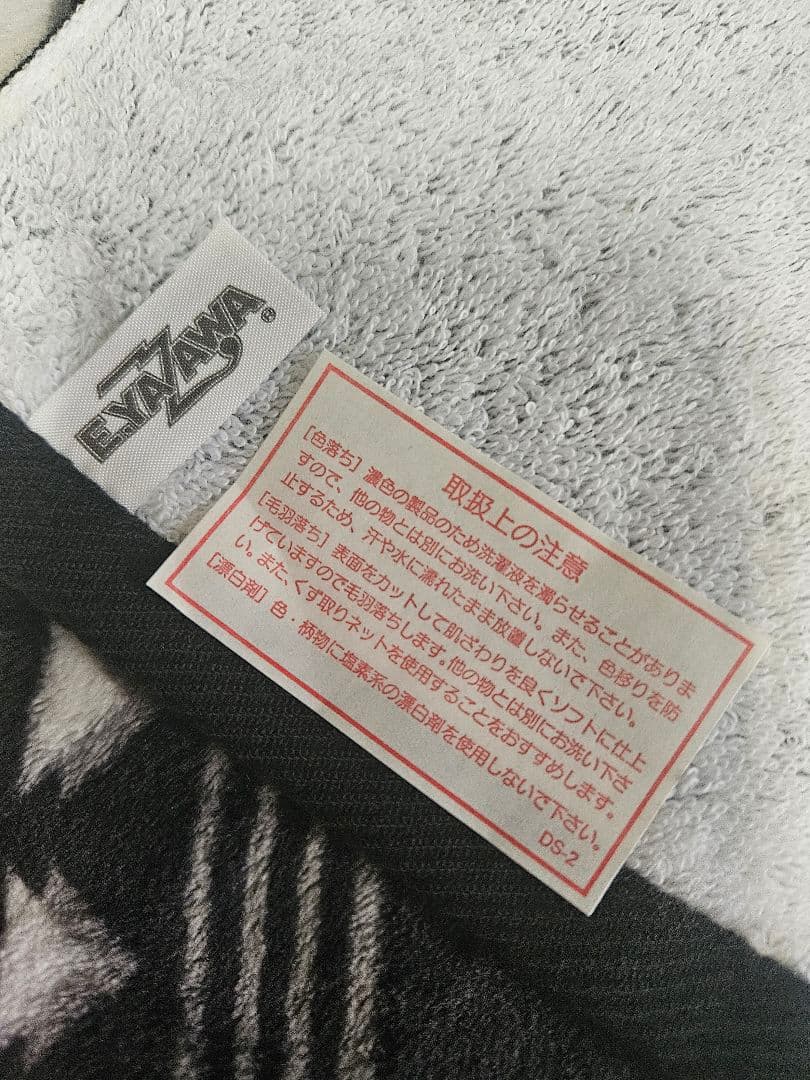 E.YAZAWA®
取扱上の注意
[色落ち] 濃色の製品のため洗濯液を濁らせることがありま
すので、他の物とは別にお洗い下さい。また、色移りを防
止するため、汗や水に濡れたまま放置しないで下さい。
[毛羽落ち] 表面をカットして肌ざわりを良くソフトに仕上
げていますので毛羽落ちします。他の物とは別にお洗い下さ
い。また、くず取りネットを使用することをおすすめします。
[漂白剤] 色・柄物に塩素系の漂白剤を使用しないで下さい。
DS-2